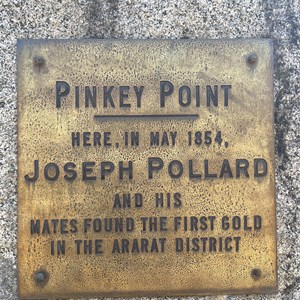 PINKEY POINT
HERE, IN MAY 1854,
JOSEPH POLLARD
AND HIS
MATES FOUND THE FIRST GOLD
IN THE ARARAT DISTRICT